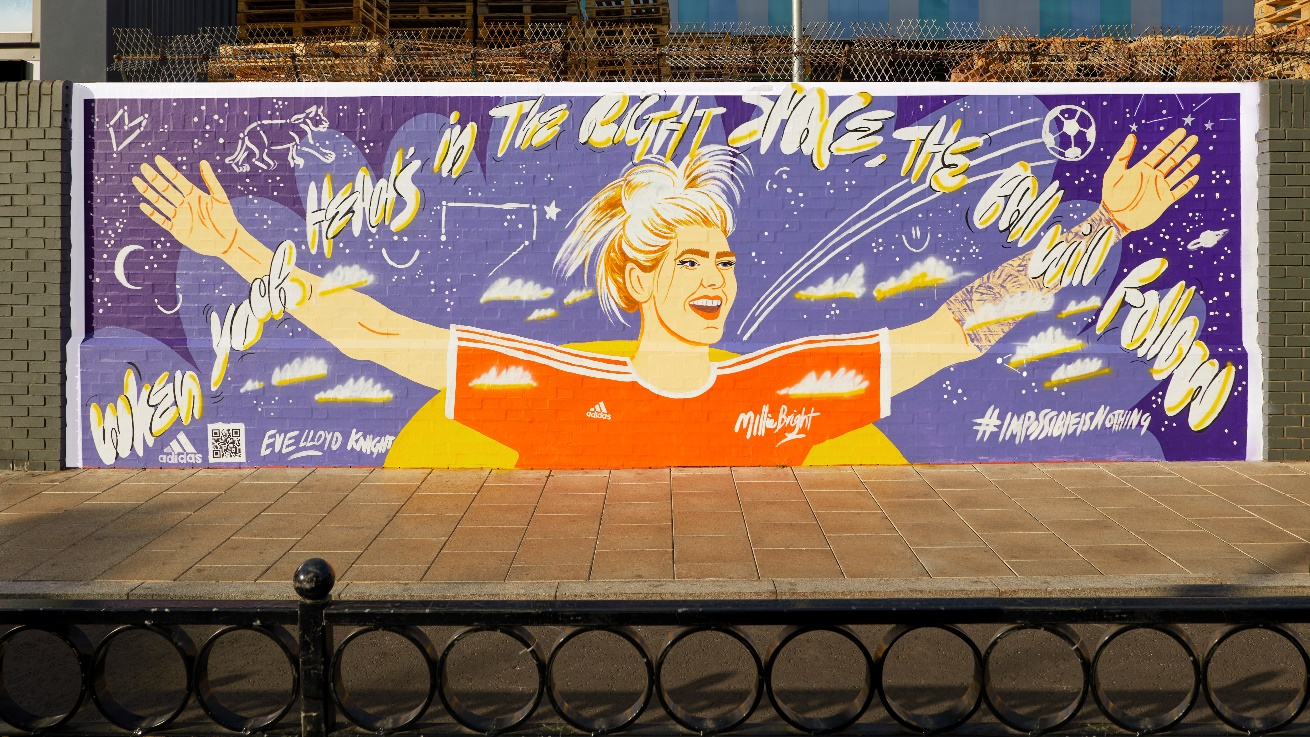 When your Head's in THE RIGHT SPACE, THE Ball will Follow
adidas
EVE LLOYD KNIGHT
adidas
Millie Bright
#IMPOSSIBLEISNOTHING